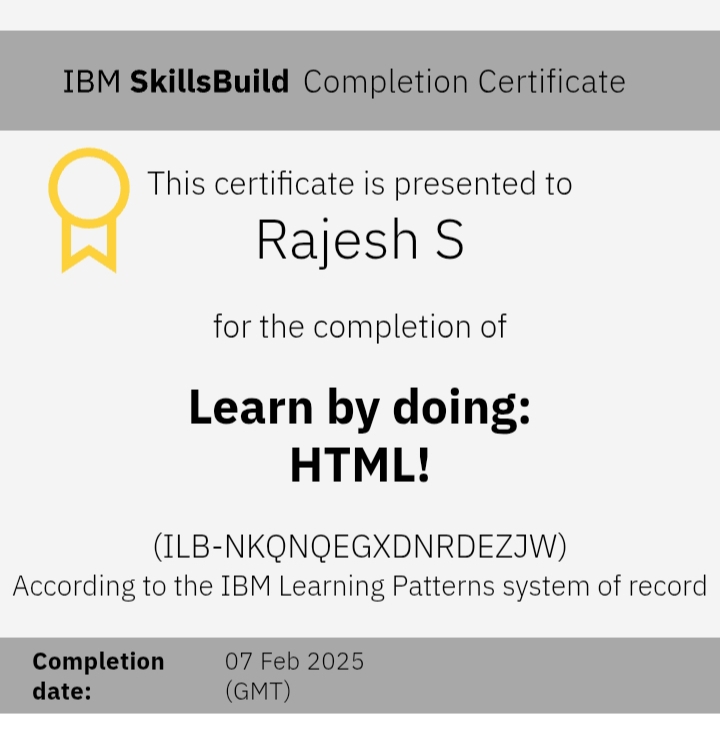 IBM SkillsBuild Completion Certificate
This certificate is presented to
Rajesh S
for the completion of
Learn by doing:
HTML!
(ILB-NKQNQEGXDNRDEZJW)
According to the IBM Learning Patterns system of record
Completion date: 07 Feb 2025 (GMT)